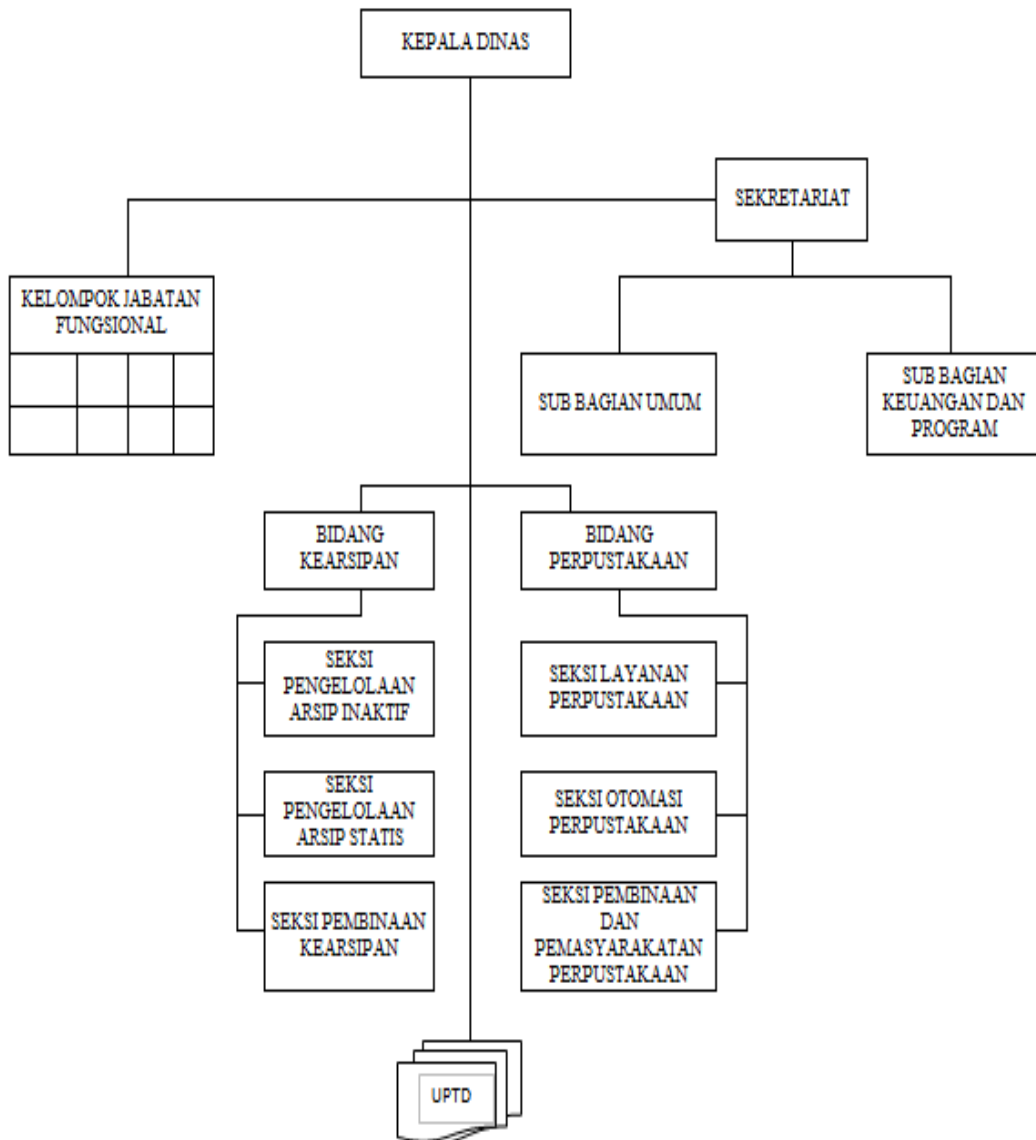 KEPALA DINAS
SEKRETARIAT
KELOMPOK JABATAN
FUNGSIONAL
SUB BAGIAN UMUM
SUB BAGIAN
KEUANGAN DAN
PROGRAM
BIDANG
KEARSIPAN
BIDANG
PERPUSTAKAAN
SEKSI
PENGELOLAAN
ARSIP INAKTIF
SEKSI LAYANAN
PERPUSTAKAAN
SEKSI
PENGELOLAAN
ARSIP STATIS
SEKSI OTOMASI
PERPUSTAKAAN
SEKSI PEMBINAAN
KEARSIPAN
SEKSI PEMBINAAN
DAN
PEMASYARAKATAN
PERPUSTAKAAN
UPTD